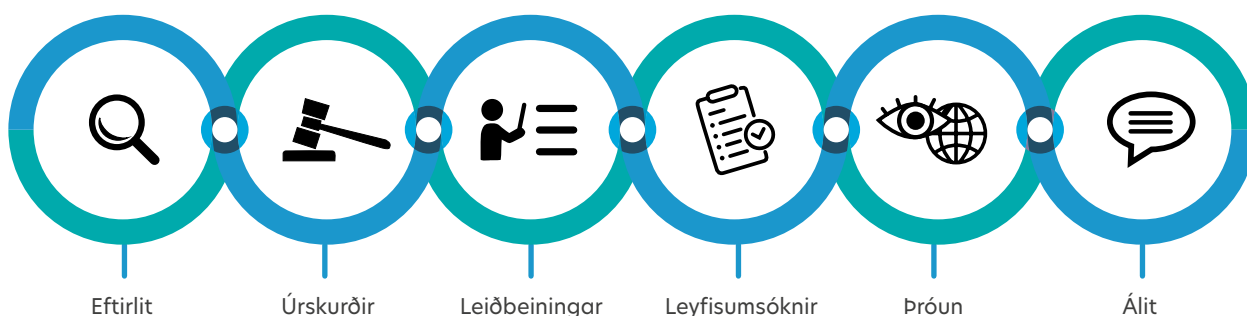 Eftirlit
Úrskurðir
Leiðbeiningar
Leyfisumsóknir
Þróun
Álit